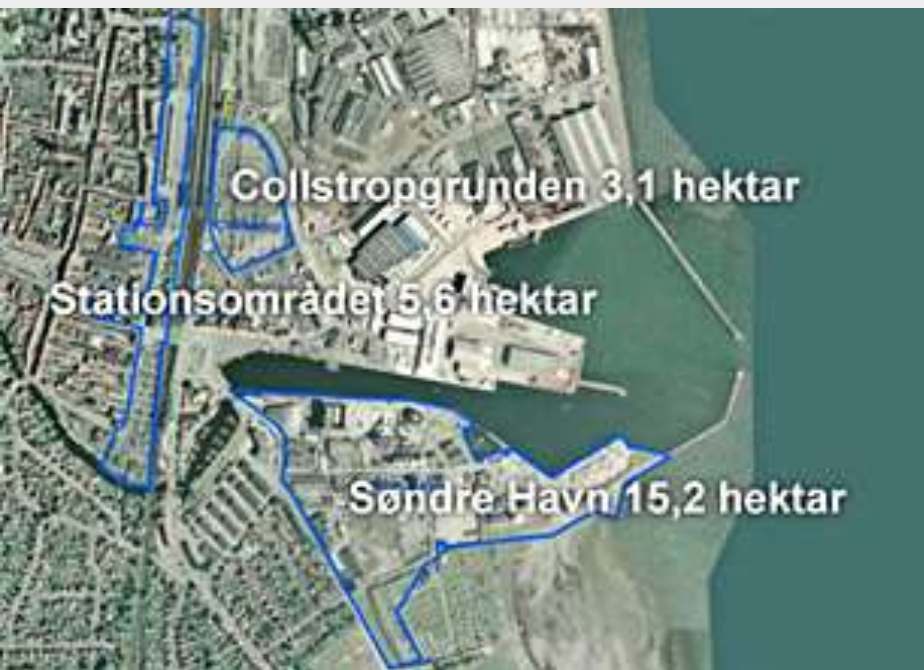 Collstropgrunden 3,1 hektar
Stationsområdet 5,6 hektar
Søndre Havn 15,2 hektar